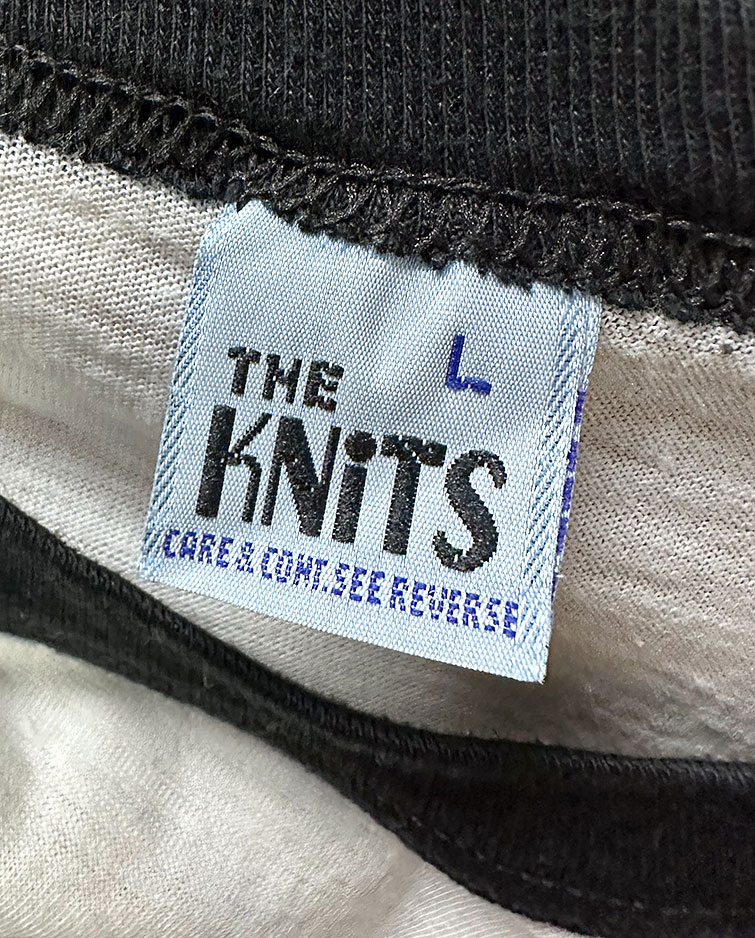 L
THE
KNiTS
CARE & CONT. SEE REVERSE